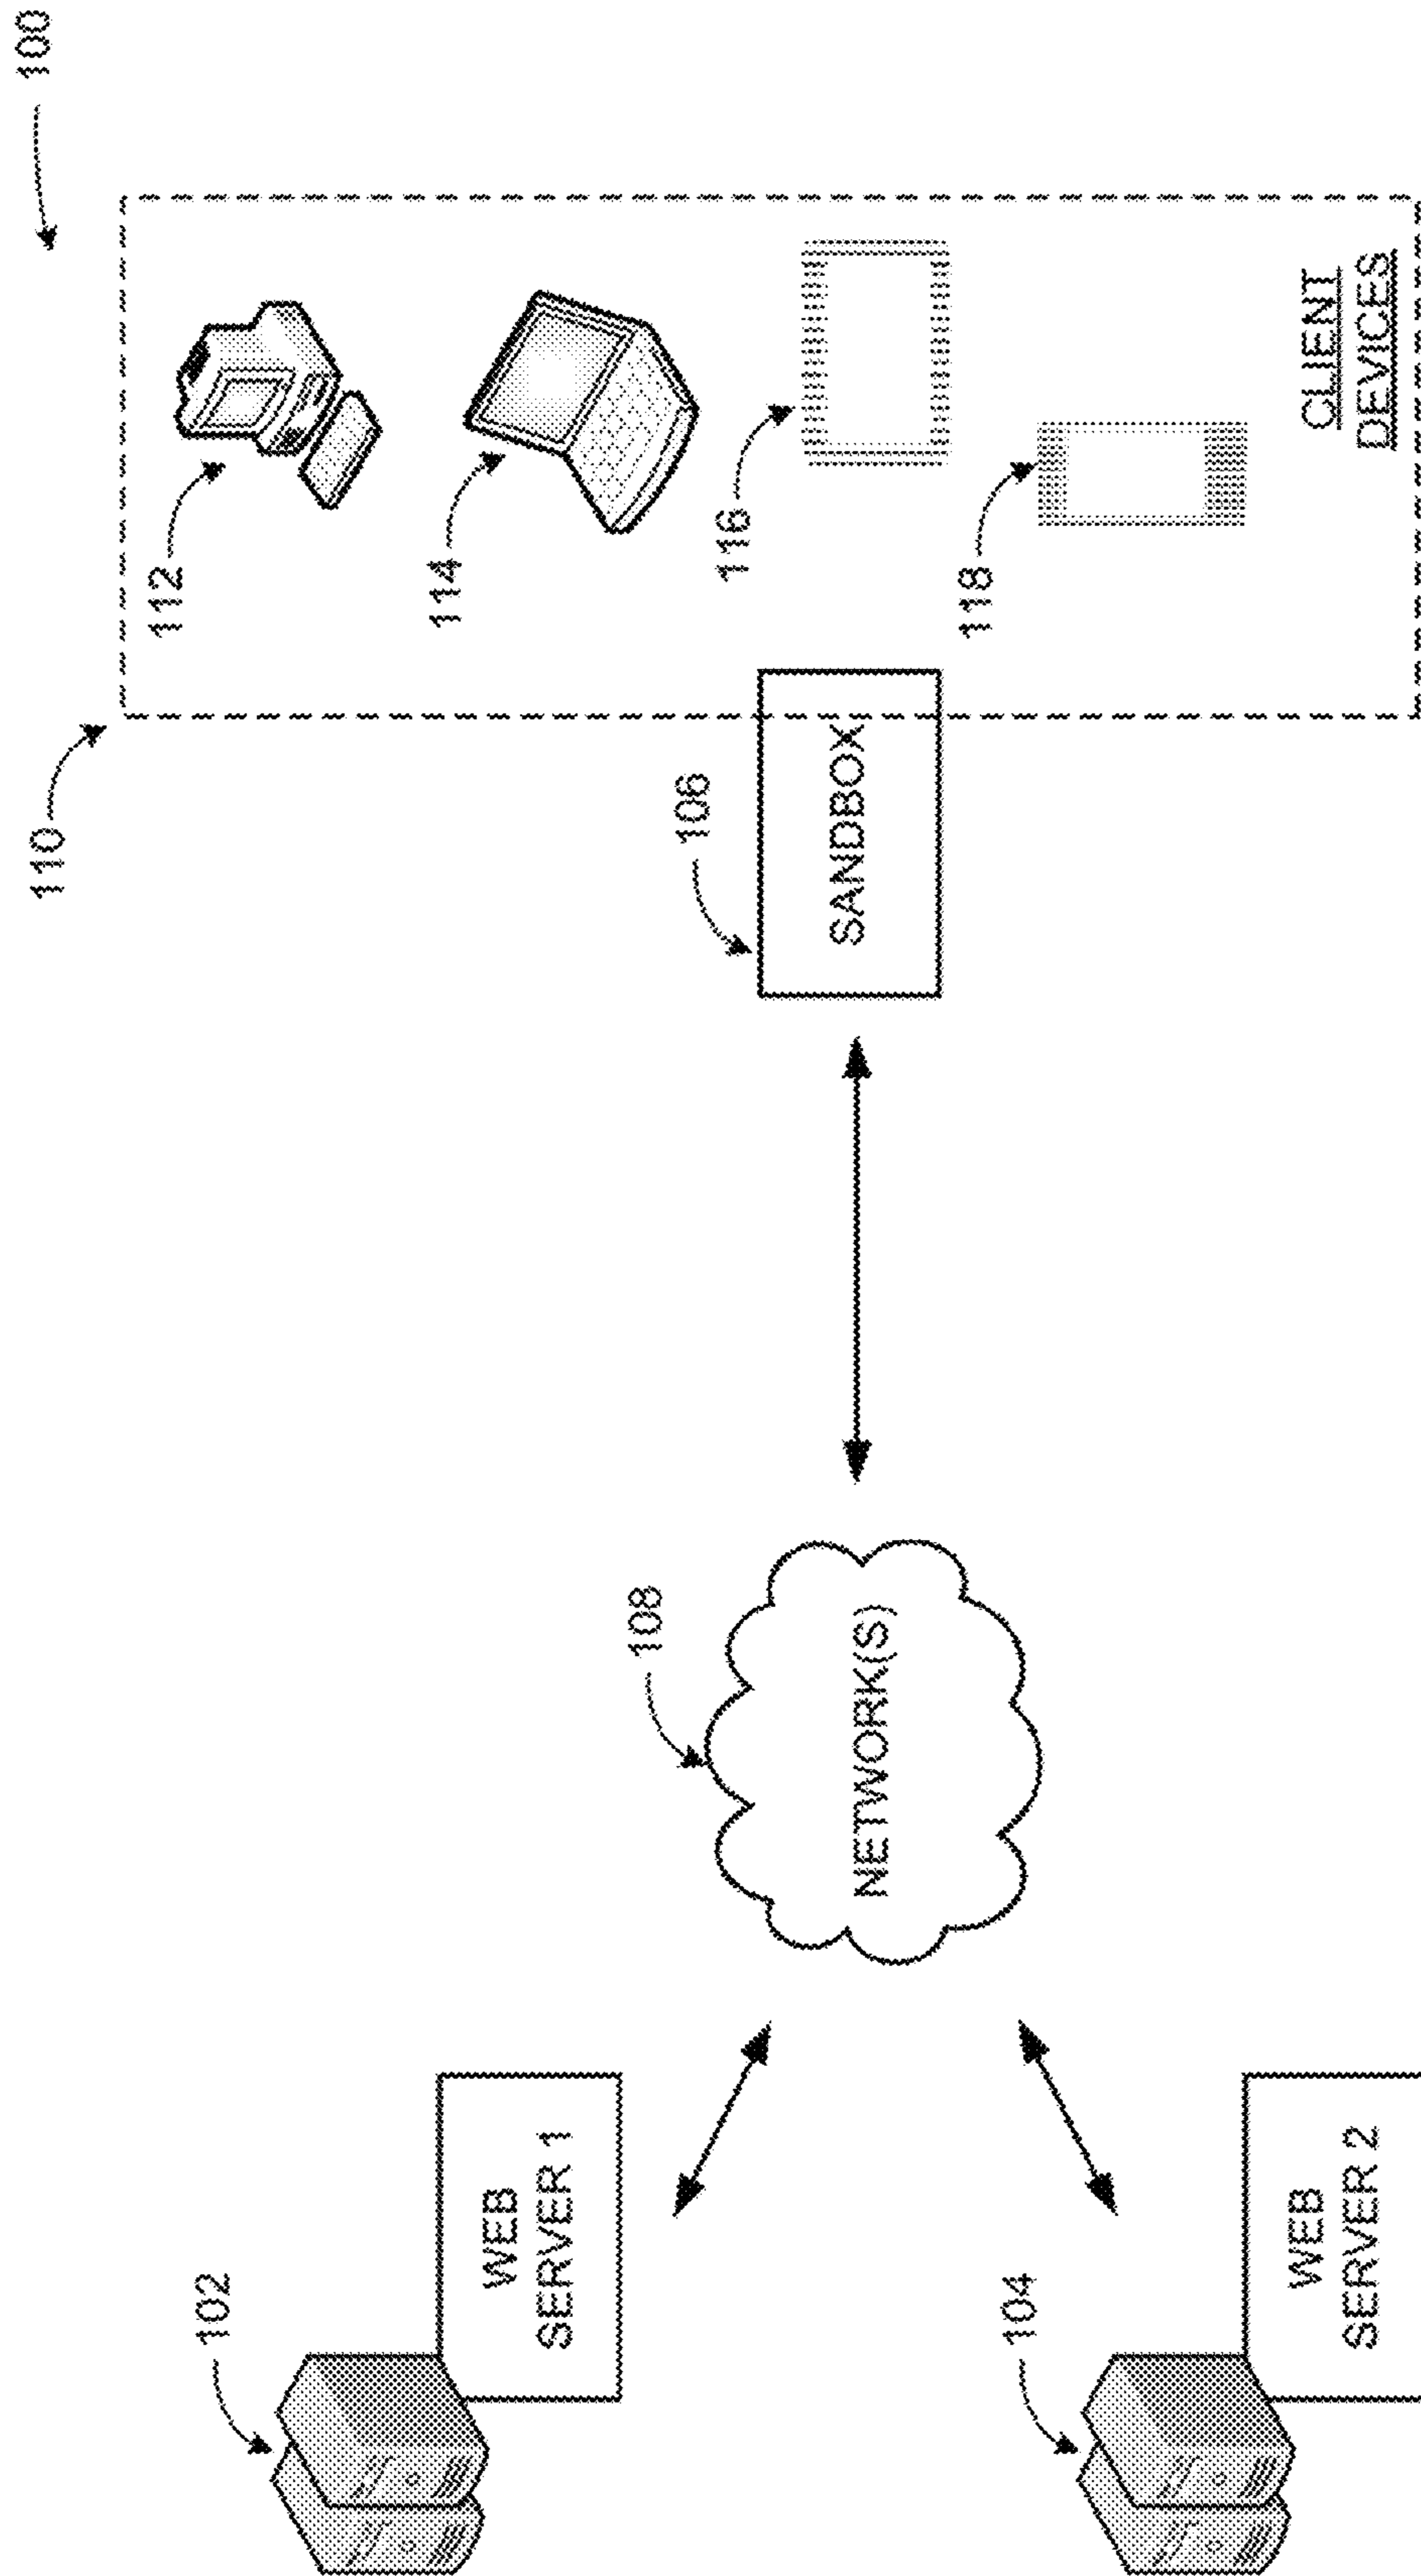 100
110
112
114
116
118
CLIENT
DEVICES
106
SANDBOX
108
NETWORK(S)
102
WEB
SERVER 1
104
WEB
SERVER 2